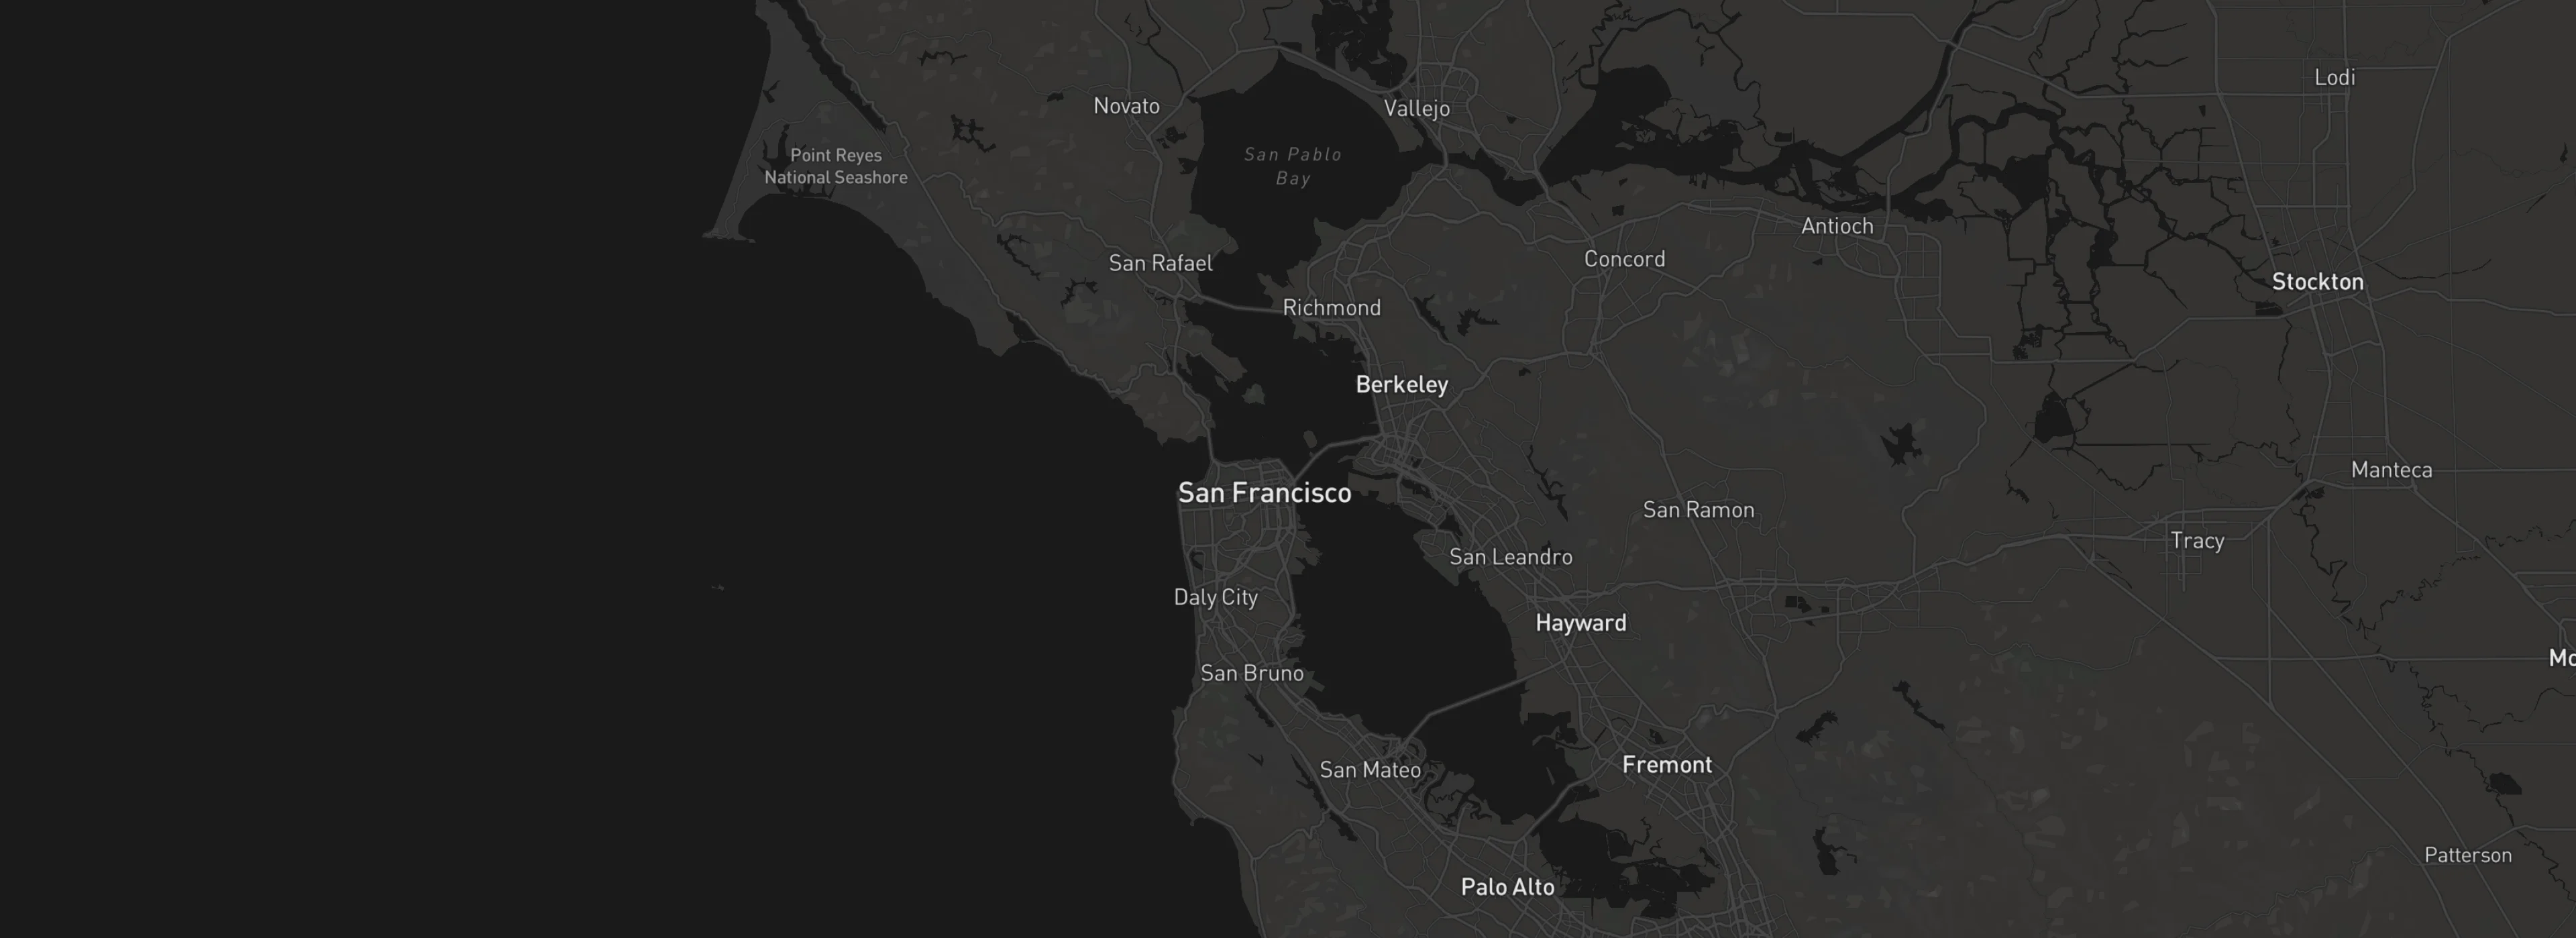 Lodi
Novato
Vallejo
San Pablo
Bay
Point Reyes
National Seashore
Antioch
Concord
San Rafael
Stockton
Richmond
Berkeley
Manteca
San Francisco
San Ramon
Tracy
San Leandro
Daly City
Hayward
Mo
San Bruno
Fremont
San Mateo
Patterson
Palo Alto